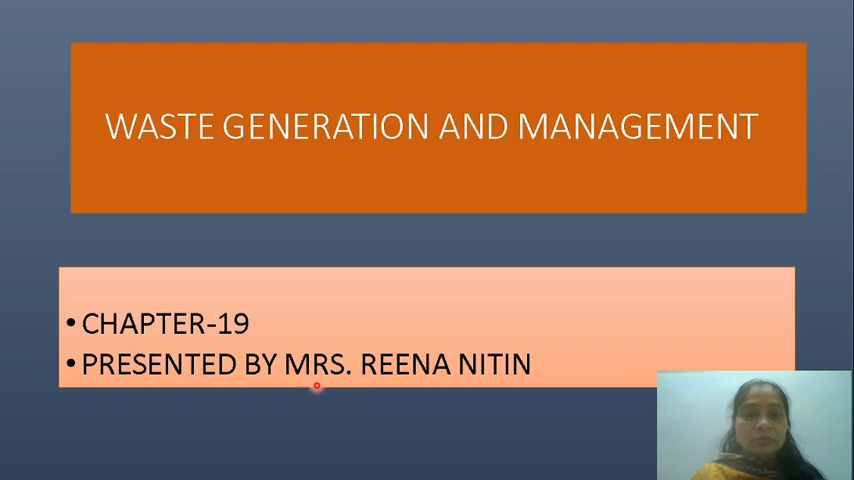 WASTE GENERATION AND MANAGEMENT
• CHAPTER-19
• PRESENTED BY MRS. REENA NITIN